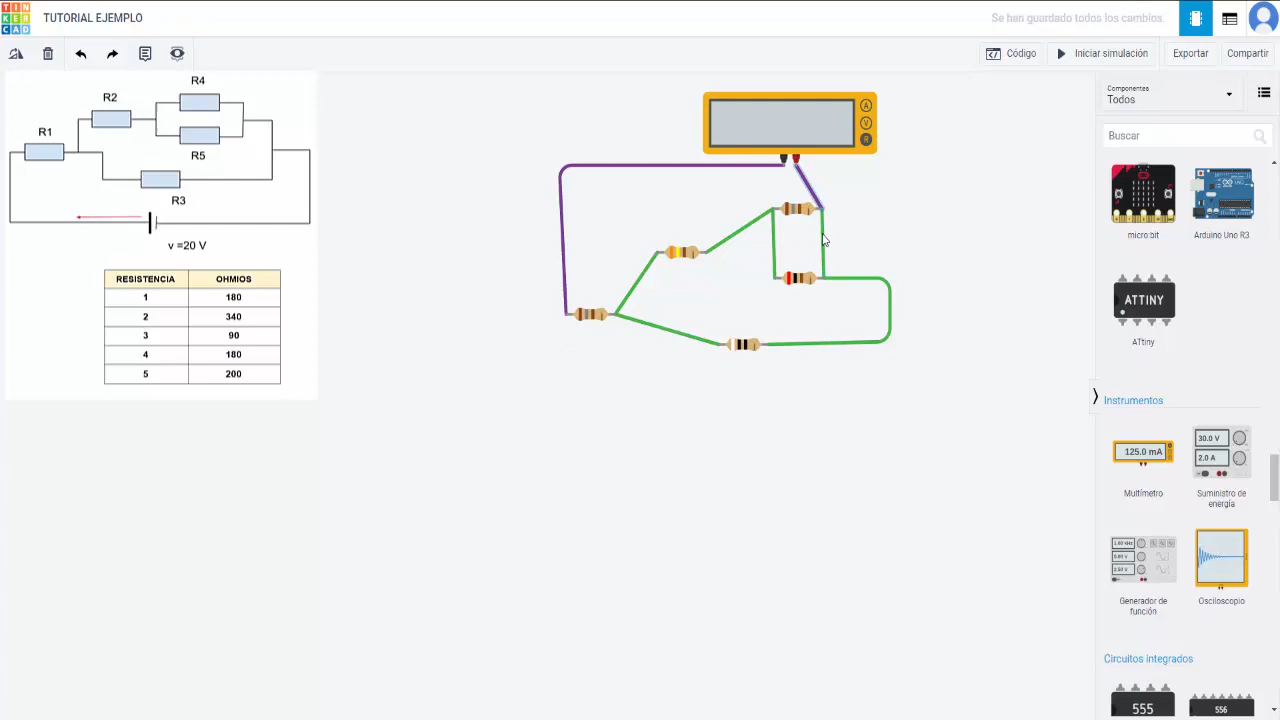 TIN
KER
CAD
TUTORIAL EJEMPLO
Se han guardado todos los cambios.
Código
Iniciar simulación
Exportar
Compartir
R4
R2
R1
R5
R3
v =20 V
RESISTENCIA OHMIOS
1 180
2 340
3 90
4 180
5 200
A
V
R
Componentes
Todos
Buscar
micro:bit
Arduino Uno R3
ATTINY
ATtiny
Instrumentos
125.0 mA
30.0 V
2.0 A
Multímetro
Suministro de
energía
Generador de
función
Osciloscopio
Circuitos integrados
555
556